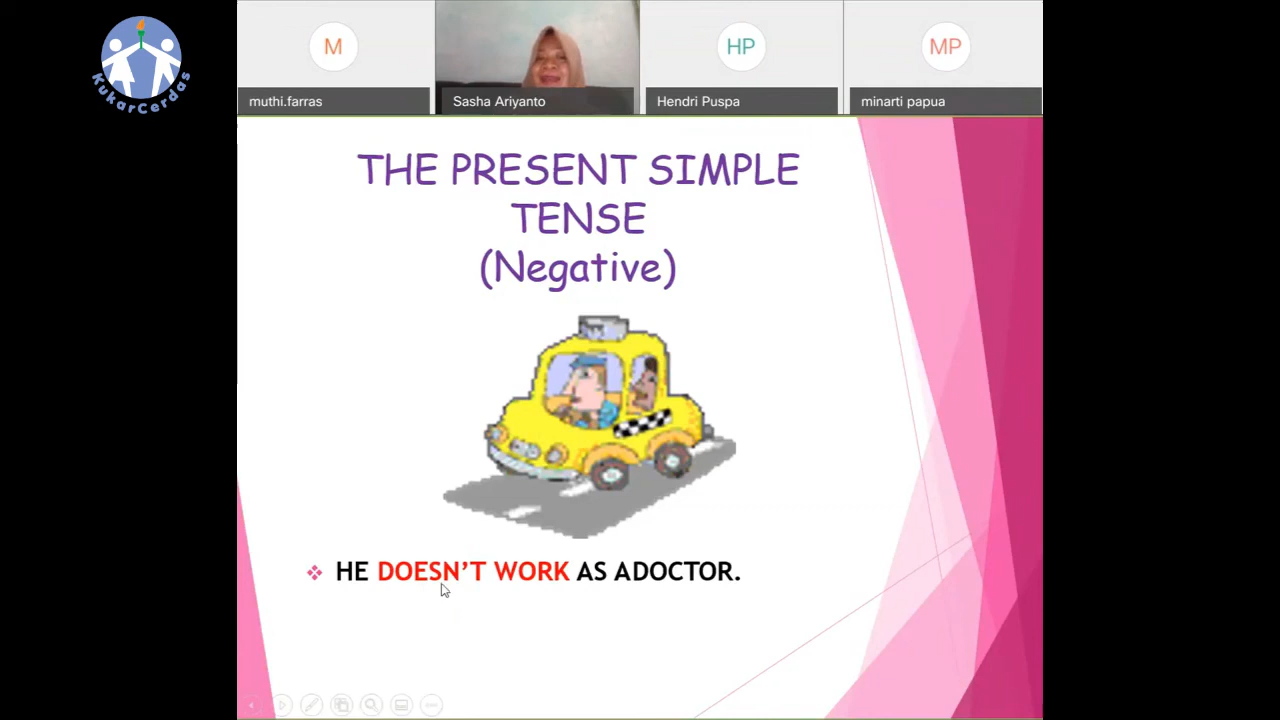 KukarCerdas
M
HP
MP
muthi.farras
Sasha Ariyanto
Hendri Puspa
minarti papua
THE PRESENT SIMPLE
TENSE
(Negative)
HE DOESN’T WORK AS ADOCTOR.